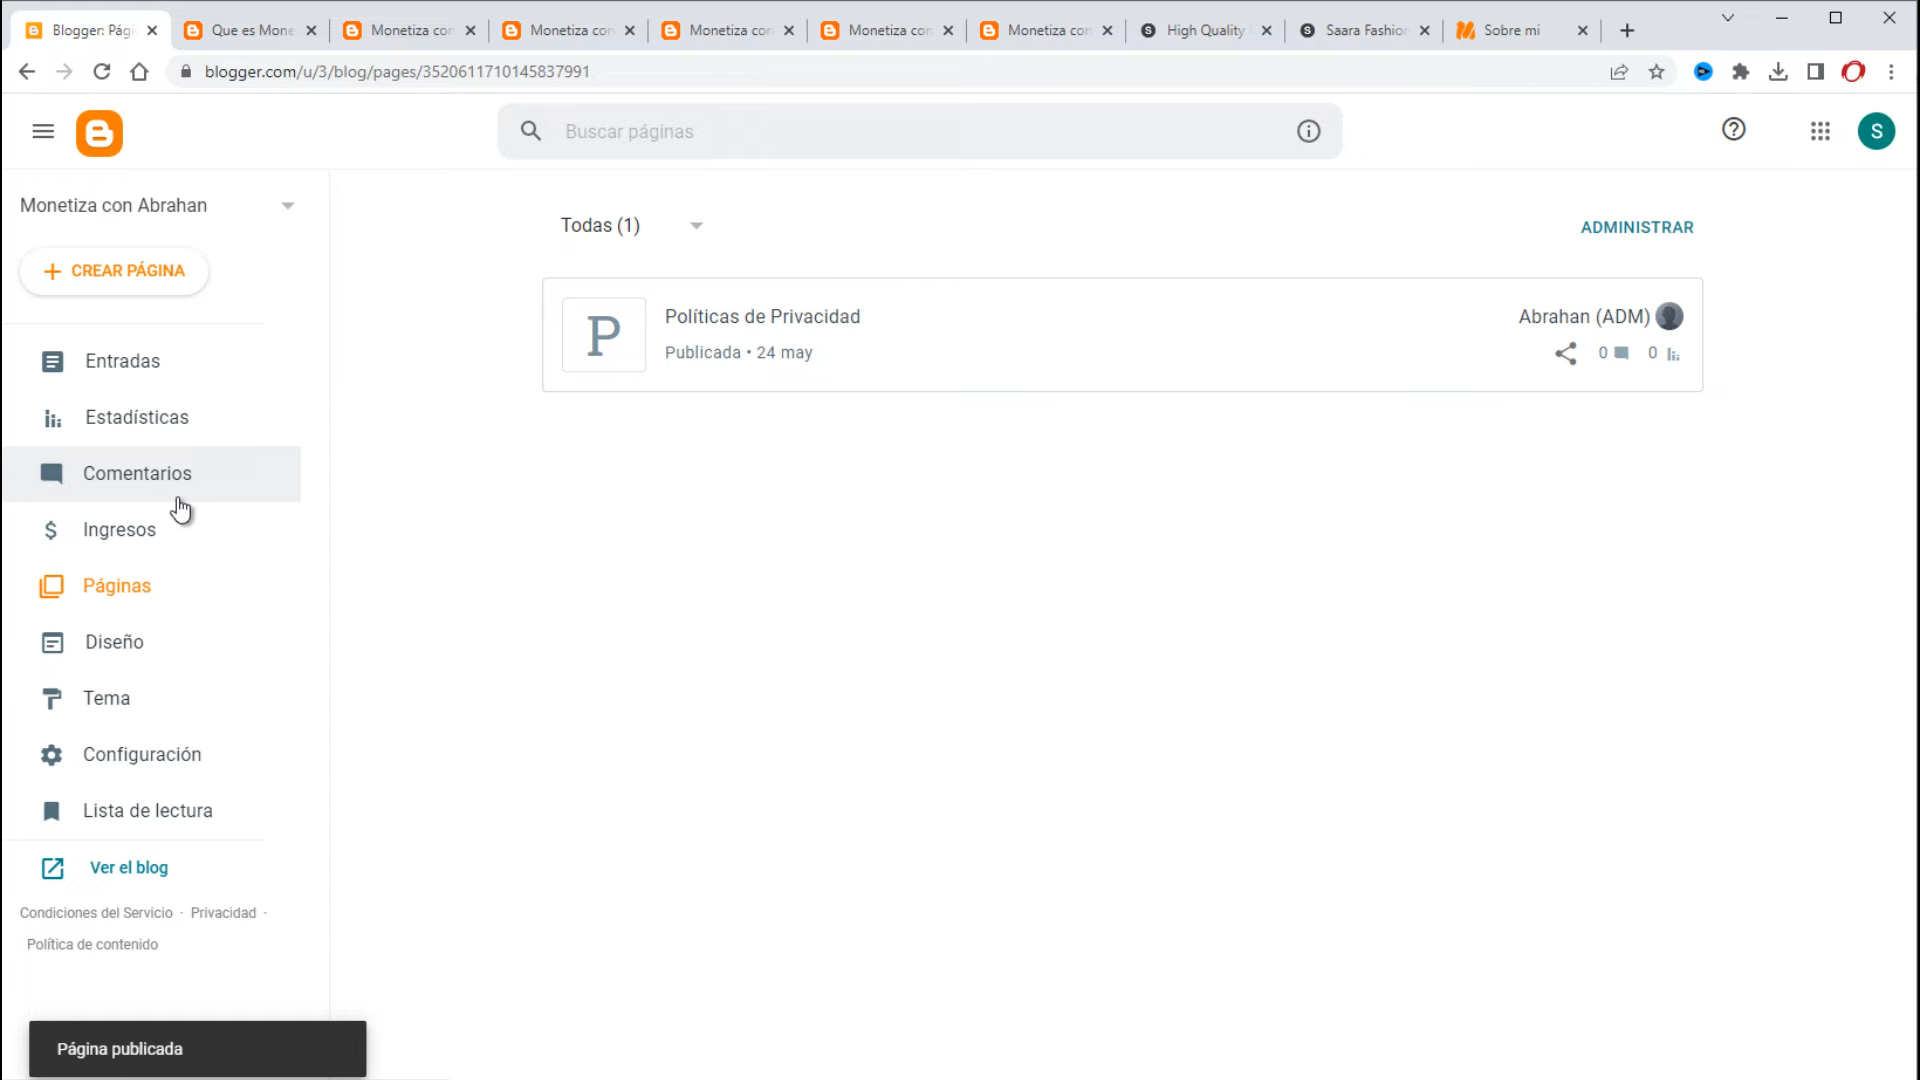 Blogger: Pági
Que es Mone
Monetiza con
Monetiza con
Monetiza con
Monetiza con
Monetiza con
High Quality
Saara Fashion
Sobre mi
blogger.com/u/3/blog/pages/3520611710145837991
Buscar páginas
S
Monetiza con Abrahan
CREAR PÁGINA
Entradas
Estadísticas
Comentarios
Ingresos
Páginas
Diseño
Tema
Configuración
Lista de lectura
Ver el blog
Condiciones del Servicio · Privacidad ·
Política de contenido
Página publicada
Todas (1)
ADMINISTRAR
P
Políticas de Privacidad
Abrahan (ADM)
Publicada • 24 may
0 0